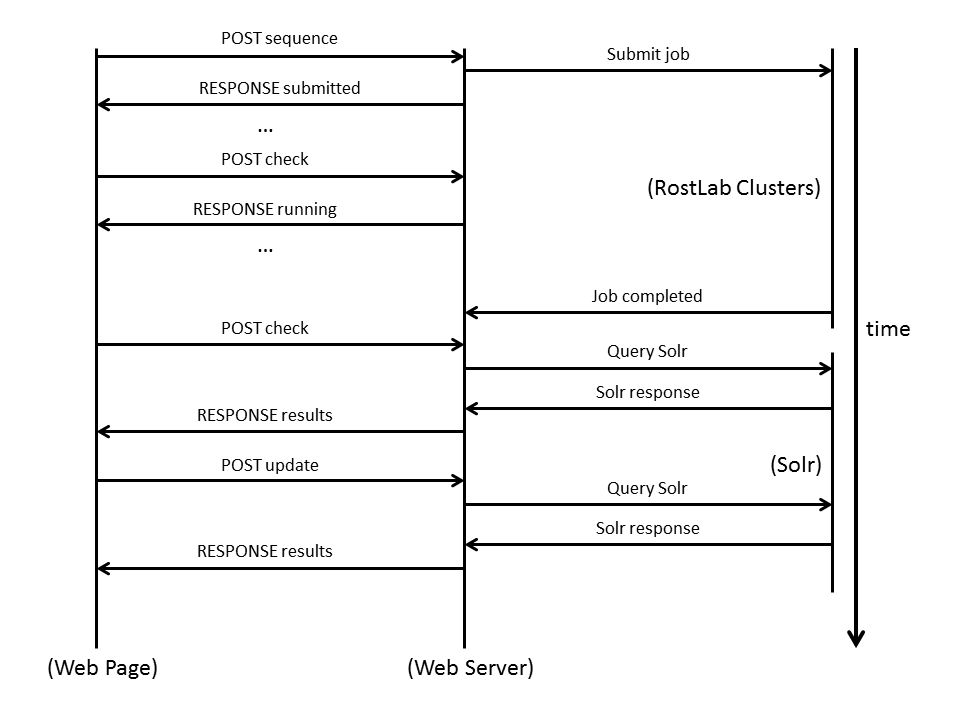 POST sequence
Submit job
RESPONSE submitted
...
POST check
(RostLab Clusters)
RESPONSE running
...
Job completed
POST check
time
Query Solr
Solr response
RESPONSE results
POST update
(Solr)
Query Solr
Solr response
RESPONSE results
(Web Page)
(Web Server)